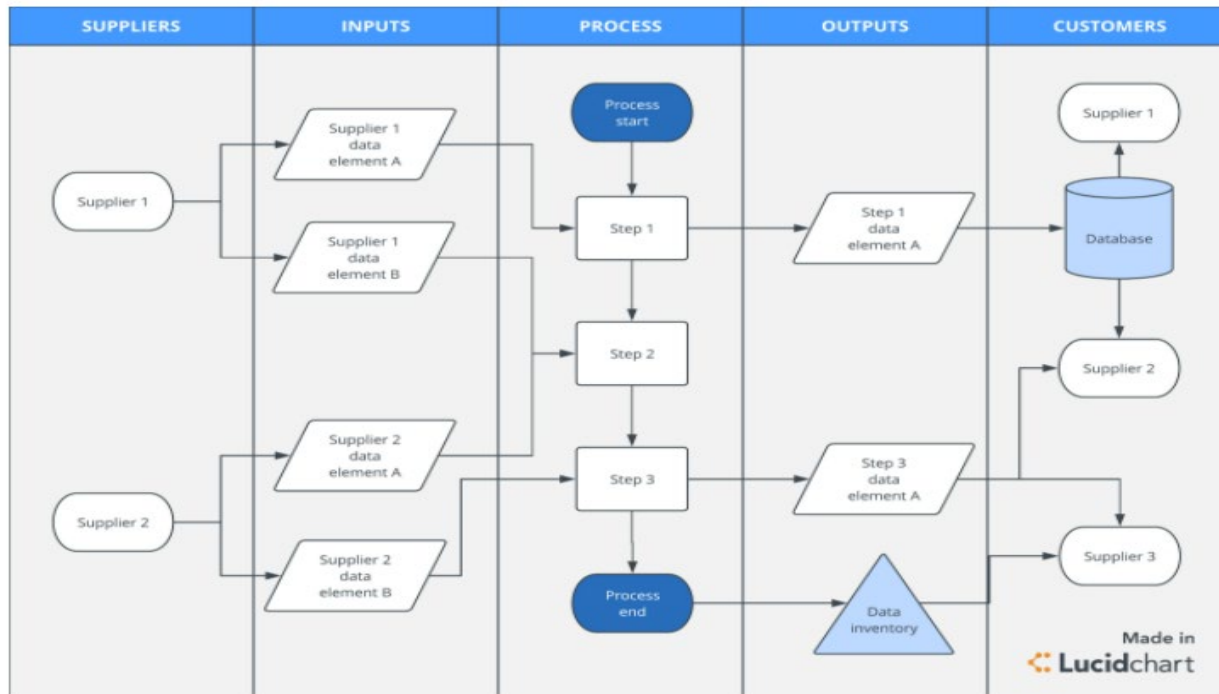 SUPPLIERS
INPUTS
PROCESS
OUTPUTS
CUSTOMERS
Supplier 1
Supplier 2
Supplier 1
data
element A
Supplier 1
data
element B
Supplier 2
data
element A
Supplier 2
data
element B
Process
start
Step 1
Step 2
Step 3
Process
end
Step 1
data
element A
Step 3
data
element A
Data
inventory
Supplier 1
Database
Supplier 2
Supplier 3
Made in
Lucidchart